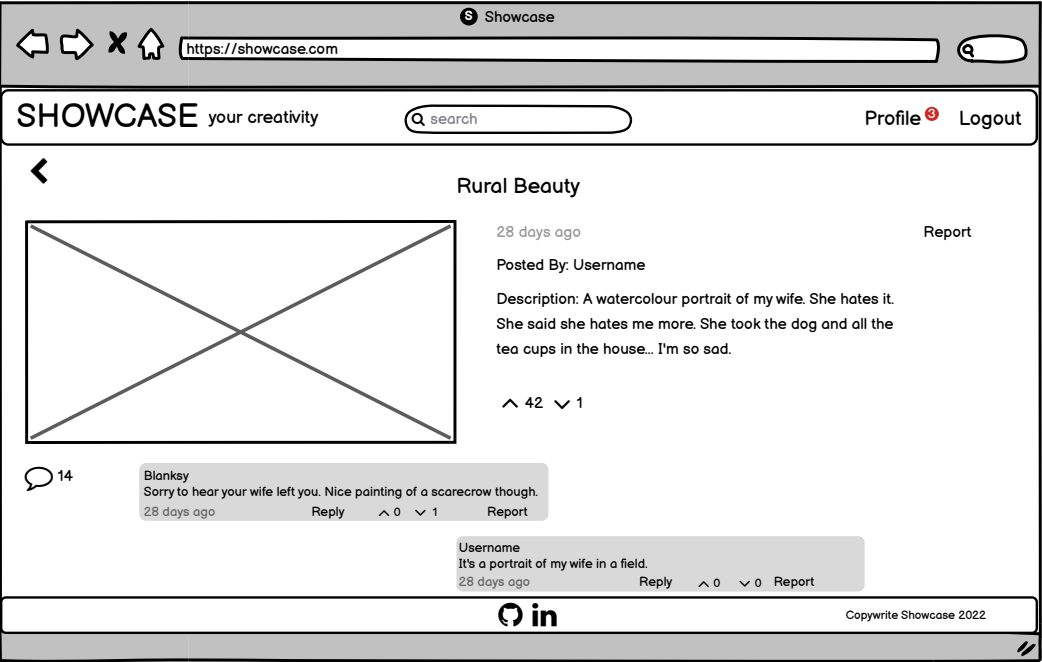 S Showcase
https://showcase.com
SHOWCASE your creativity
search
Profile 3 Logout
Rural Beauty
28 days ago Report
Posted By: Username
Description: A watercolour portrait of my wife. She hates it.
She said she hates me more. She took the dog and all the
tea cups in the house... I'm so sad.
42 1
14
Blanksy
Sorry to hear your wife left you. Nice painting of a scarecrow though.
28 days ago Reply 0 1 Report
Username
It's a portrait of my wife in a field.
28 days ago Reply 0 0 Report
in
Copywrite Showcase 2022